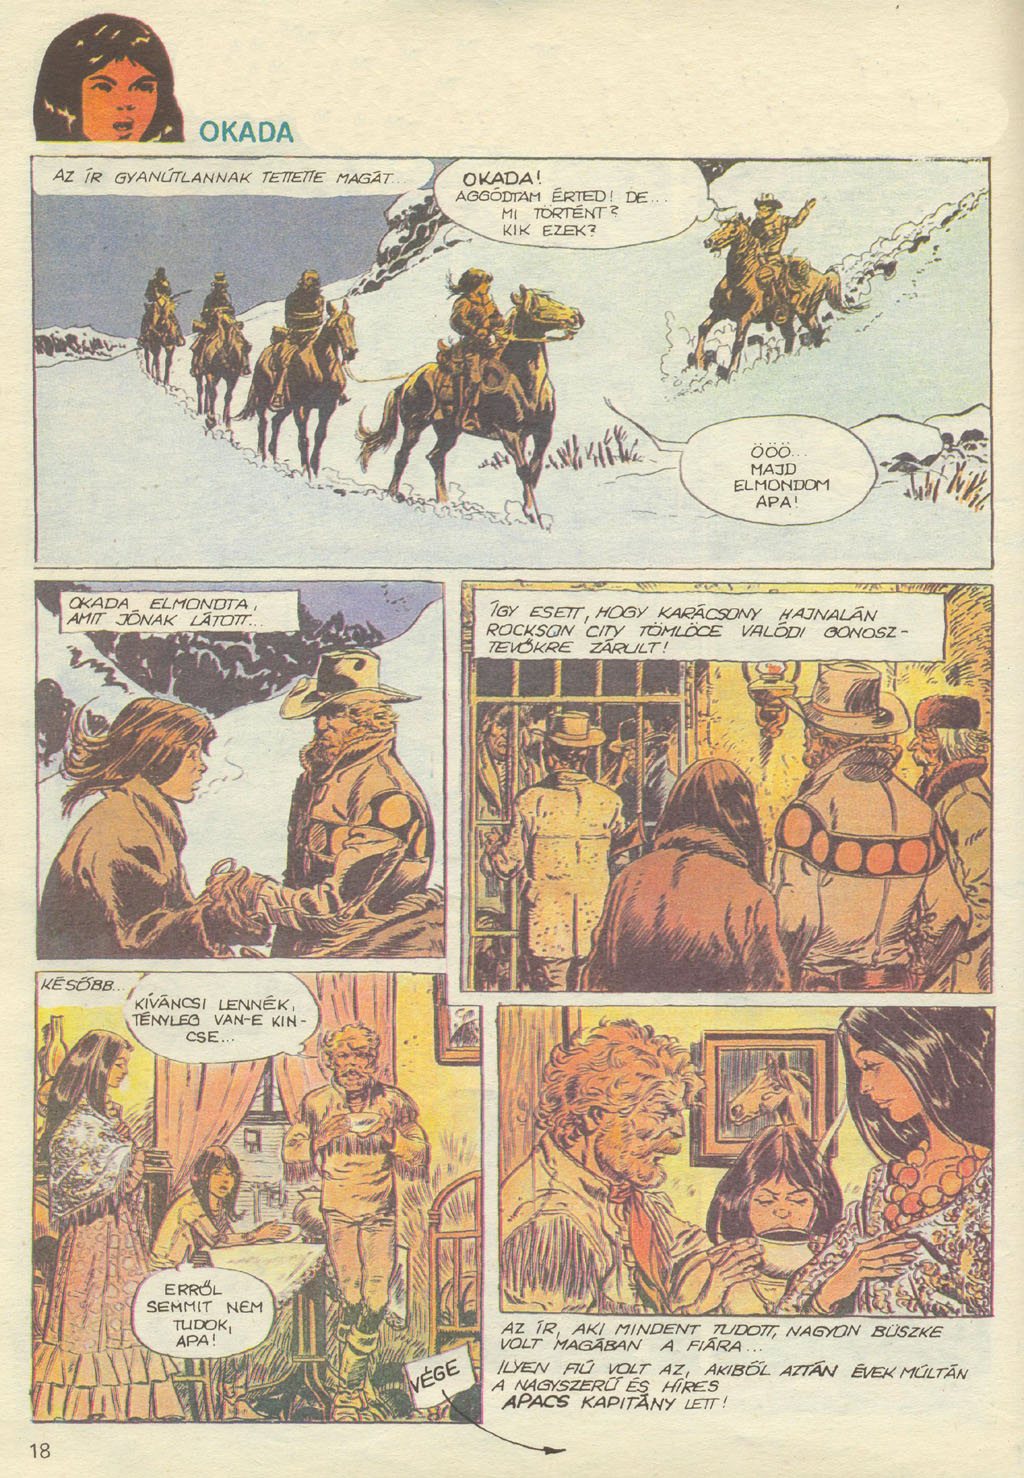 OKADA
AZ ÍR GYANÚTLANNAK TETTETTE MAGÁT...
OKADA!
AGGÓDTAM ÉRTED! DE...
MI TÖRTÉNT?
KIK EZEK?
ÖÖÖ...
MAJD
ELMONDOM
APA!
OKADA ELMONDTA,
AMIT JÓNAK LÁTOTT...
ÍGY ESETT, HOGY KARÁCSONY HAJNALÁN
ROCKSON CITY TÖMLÖCE VALÓDI GONOSZ-
TEVŐKRE ZÁRULT!
KÉSŐBB...
KÍVÁNCSI LENNÉK,
TÉNYLEG VAN-E KIN-
CSE...
ERRŐL
SEMMIT NEM
TUDOK,
APA!
AZ ÍR, AKI MINDENT TUDOTT, NAGYON BÜSZKE
VOLT MAGÁBAN A FIÁRA...
ILYEN FIÚ VOLT AZ, AKIBŐL AZTÁN ÉVEK MÚLTÁN
A NAGYSZERŰ ÉS HÍRES
APACS KAPITÁNY LETT!
VÉGE
18